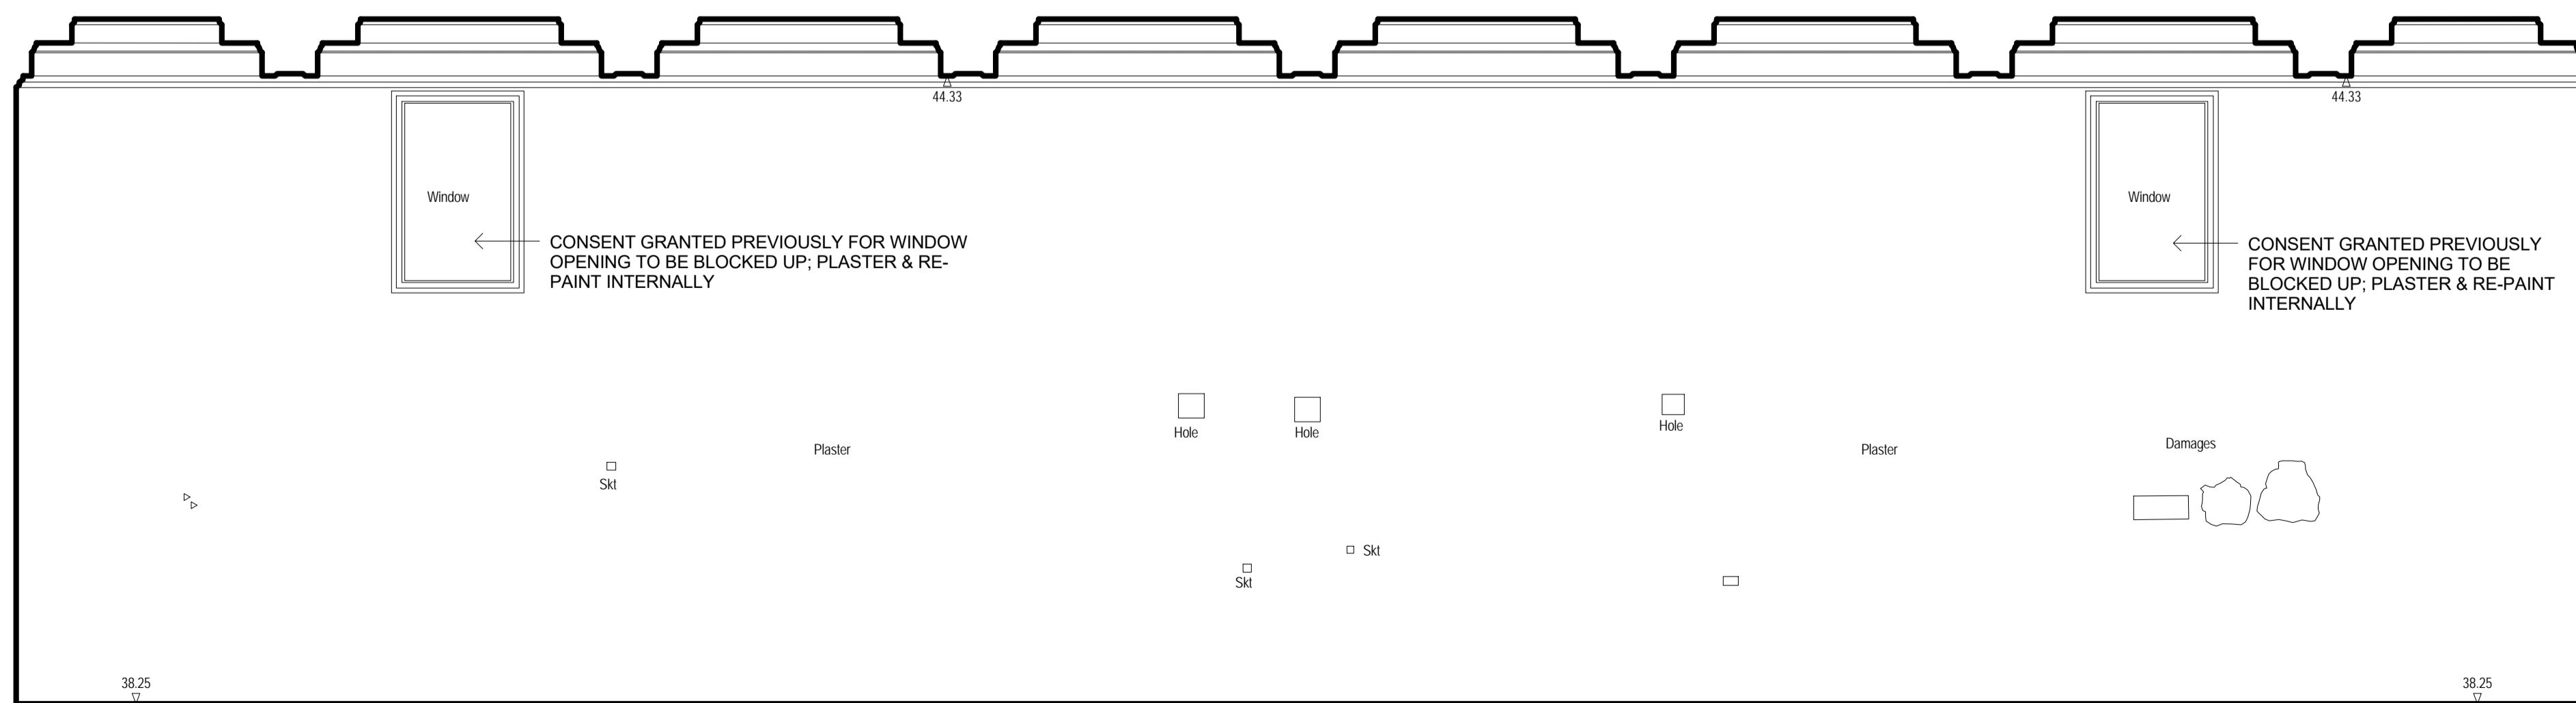 44.33
44.33
Window
Window
CONSENT GRANTED PREVIOUSLY FOR WINDOW
OPENING TO BE BLOCKED UP; PLASTER & RE-
PAINT INTERNALLY
CONSENT GRANTED PREVIOUSLY
FOR WINDOW OPENING TO BE
BLOCKED UP; PLASTER & RE-PAINT
INTERNALLY
Hole
Hole
Hole
Plaster
Plaster
Damages
Skt
Skt
Skt
38.25
38.25